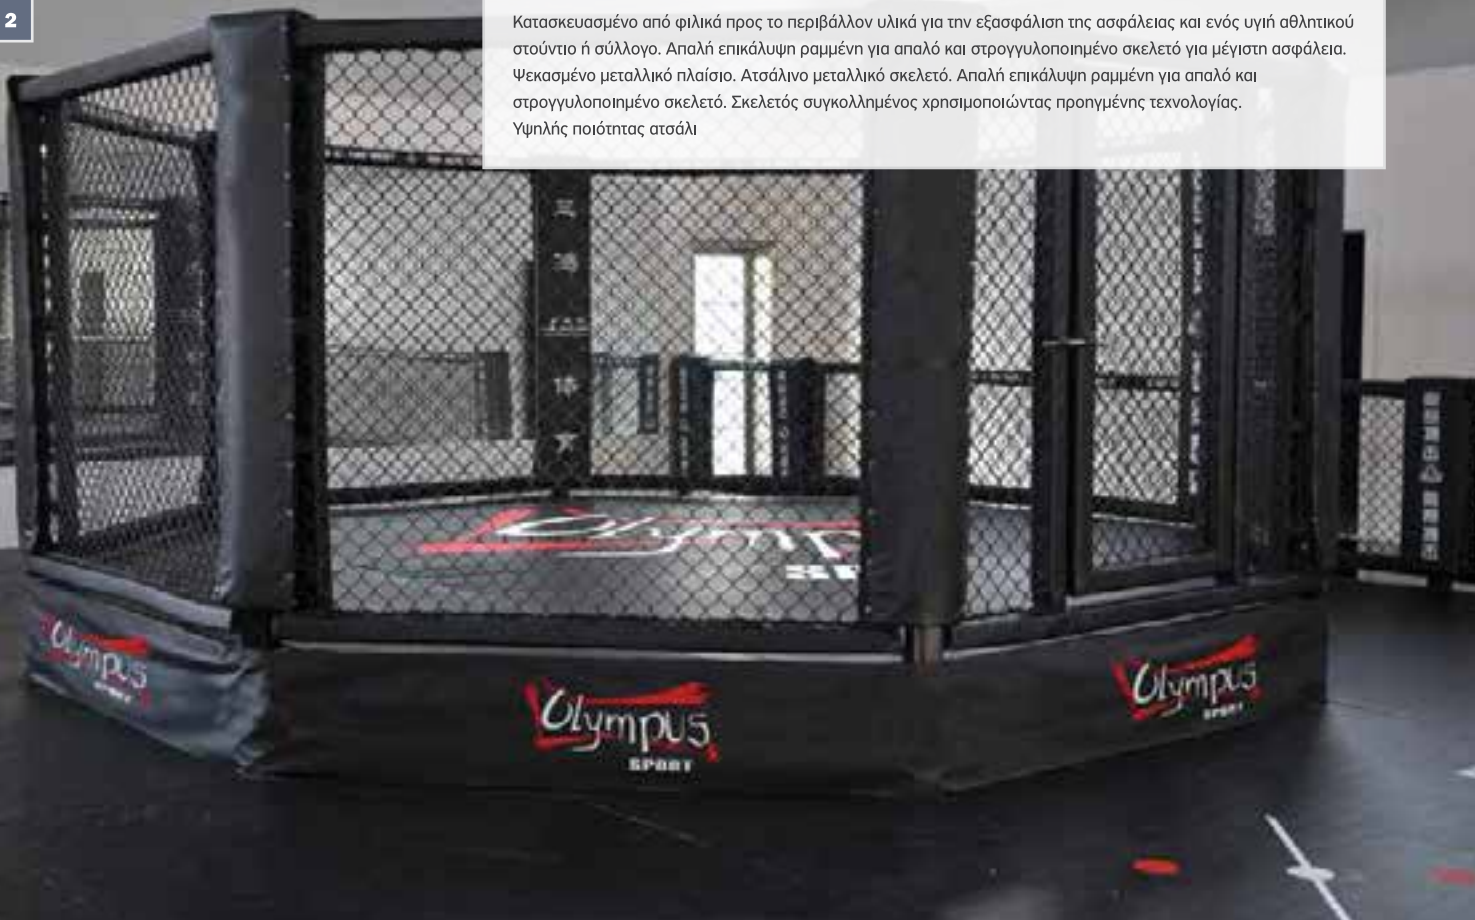 2
Κατασκευασμένο από φιλικά προς το περιβάλλον υλικά για την εξασφάλιση της ασφάλειας και ενός υγιή αθλητικού
στούντιο ή σύλλογο. Απαλή επικάλυψη ραμμένη για απαλό και στρογγυλοποιημένο σκελετό για μέγιστη ασφάλεια.
Ψεκασμένο μεταλλικό πλαίσιο. Ατσάλινο μεταλλικό σκελετό. Απαλή επικάλυψη ραμμένη για απαλό και
στρογγυλοποιημένο σκελετό. Σκελετός συγκολλημένος χρησιμοποιώντας προηγμένης τεχνολογίας.
Υψηλής ποιότητας ατσάλι
Olymp
Olympus
SPORT
Olympus
SPORT
Olympus
SPORT